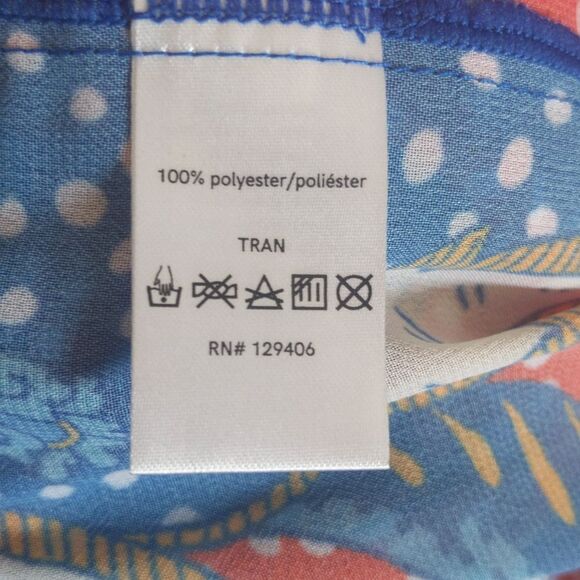 100% polyester/poliéster
TRAN
RN# 129406